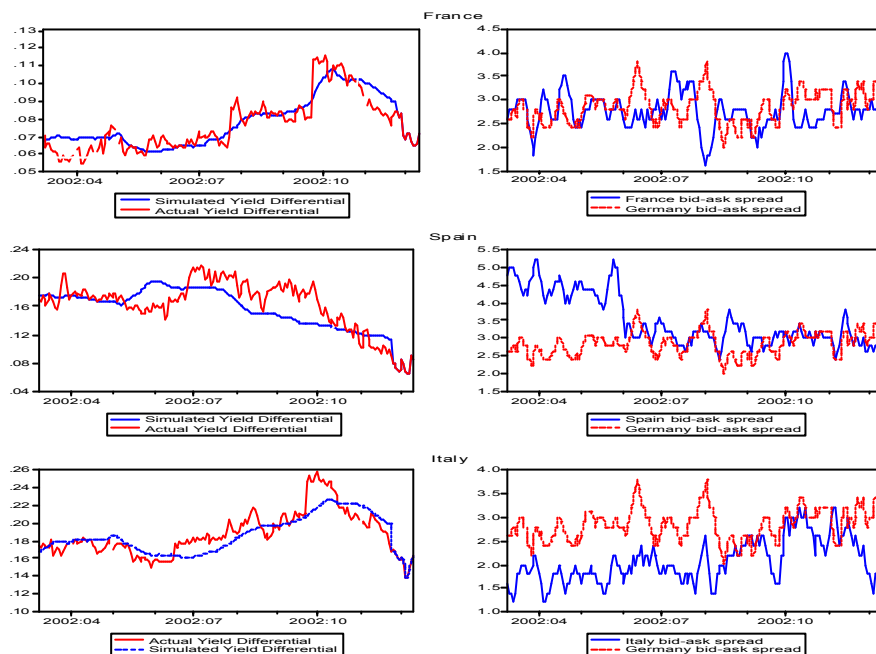 France
.13
.12
.11
.10
.09
.08
.07
.06
.05
2002:04 2002:07 2002:10
Simulated Yield Differential
Actual Yield Differential
4.5
4.0
3.5
3.0
2.5
2.0
1.5
2002:04 2002:07 2002:10
France bid-ask spread
Germany bid-ask spread
Spain
.24
.20
.16
.12
.08
.04
2002:04 2002:07 2002:10
Simulated Yield Differential
Actual Yield Differential
5.5
5.0
4.5
4.0
3.5
3.0
2.5
2.0
1.5
2002:04 2002:07 2002:10
Spain bid-ask spread
Germany bid-ask spread
Italy
.26
.24
.22
.20
.18
.16
.14
.12
.10
2002:04 2002:07 2002:10
Actual Yield Differential
Simulated Yield Differential
4.0
3.5
3.0
2.5
2.0
1.5
1.0
2002:04 2002:07 2002:10
Italy bid-ask spread
Germany bid-ask spread